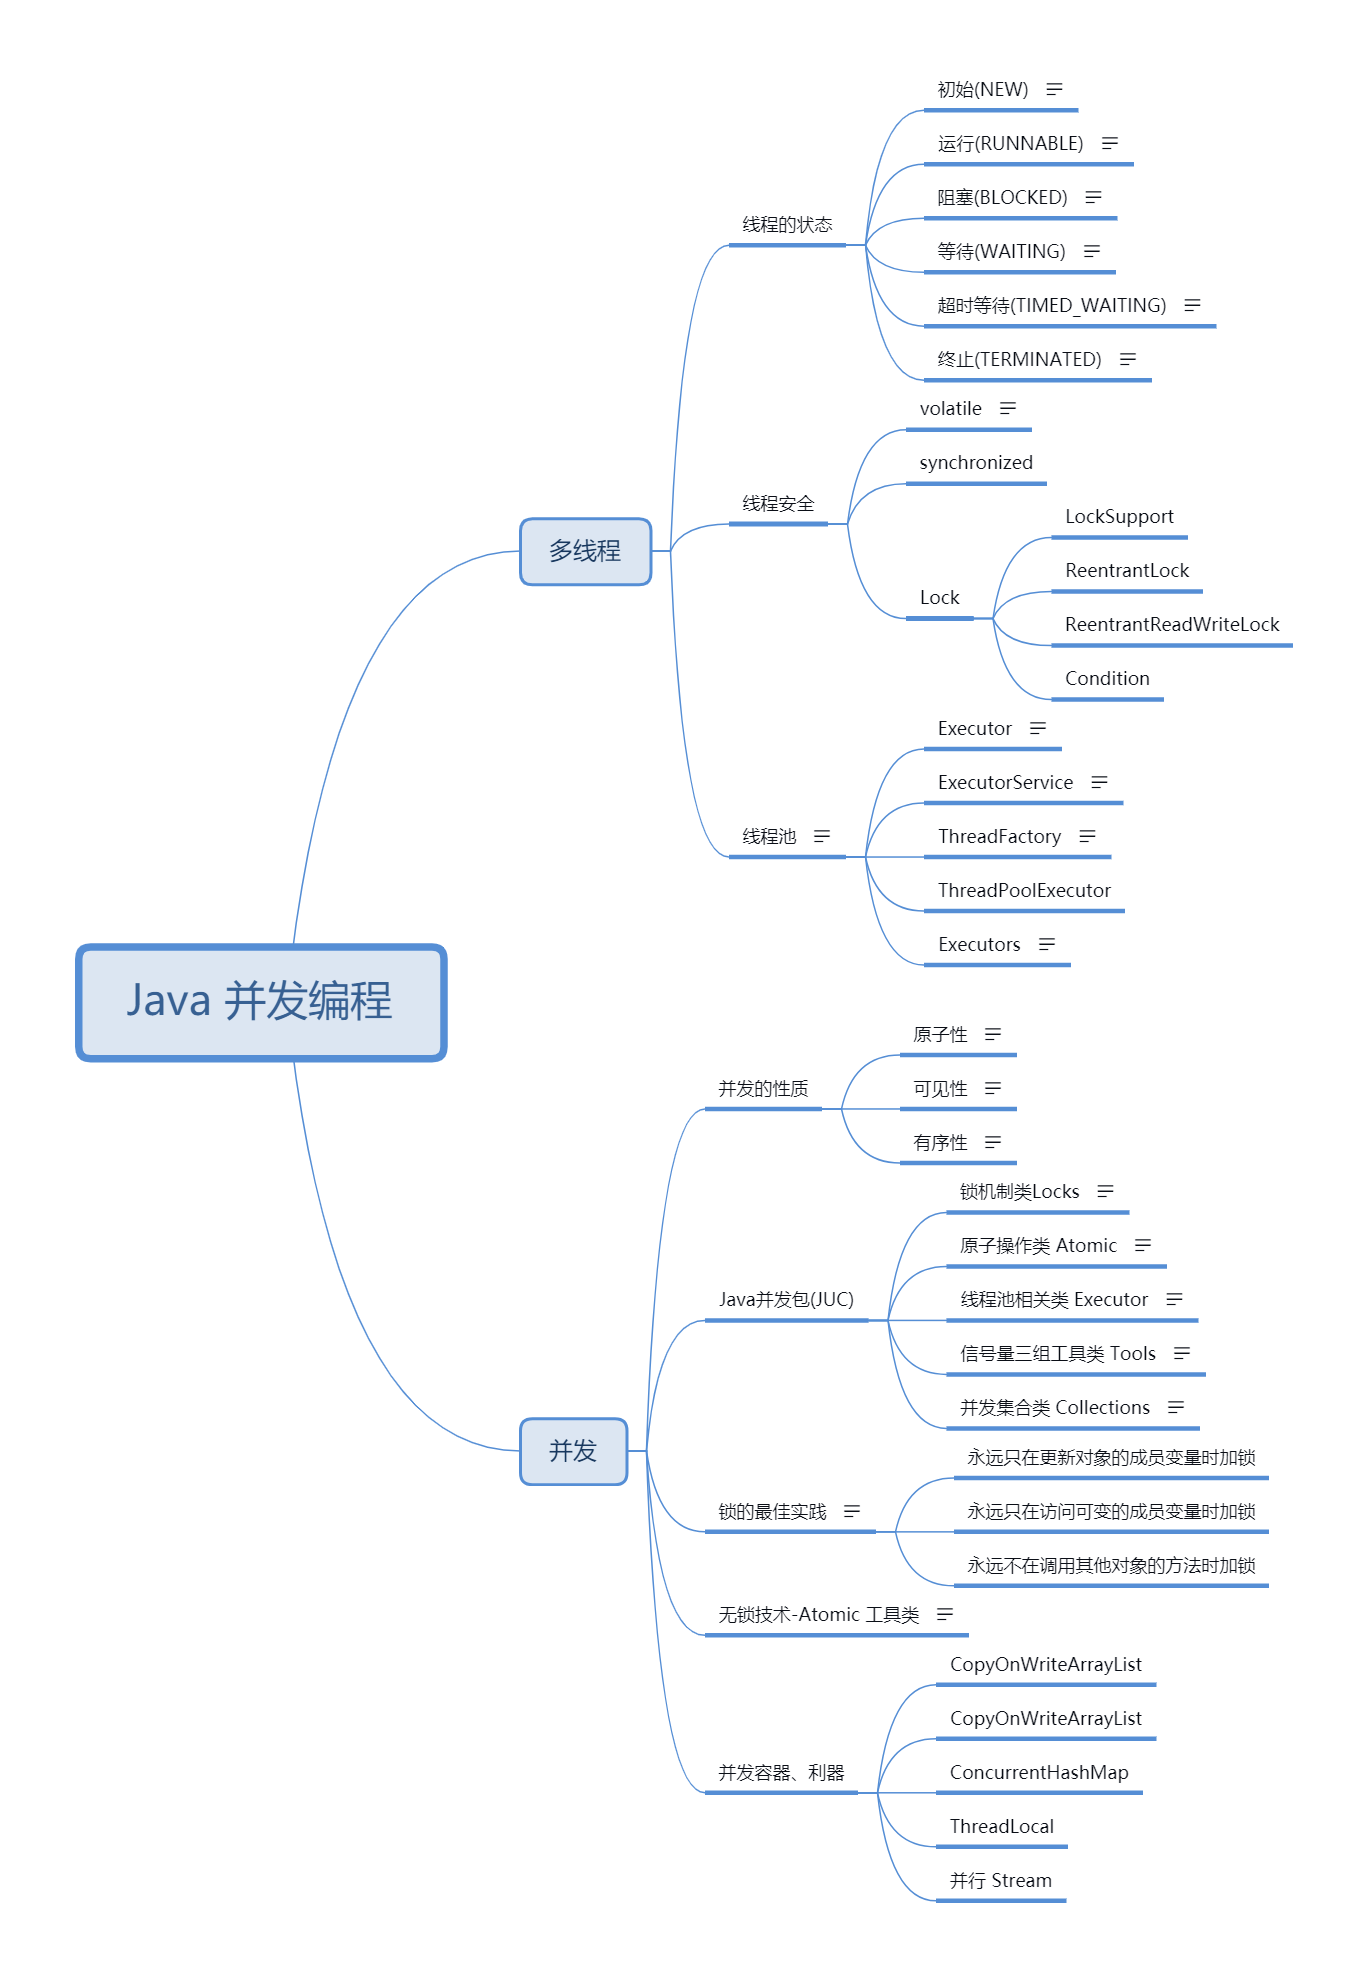 Java 并发编程
多线程
线程的状态
初始(NEW)
运行(RUNNABLE)
阻塞(BLOCKED)
等待(WAITING)
超时等待(TIMED_WAITING)
终止(TERMINATED)
线程安全
volatile
synchronized
Lock
LockSupport
ReentrantLock
ReentrantReadWriteLock
Condition
线程池
Executor
ExecutorService
ThreadFactory
ThreadPoolExecutor
Executors
并发
并发的性质
原子性
可见性
有序性
Java并发包(JUC)
锁机制类Locks
原子操作类 Atomic
线程池相关类 Executor
信号量三组工具类 Tools
并发集合类 Collections
锁的最佳实践
永远只在更新对象的成员变量时加锁
永远只在访问可变的成员变量时加锁
永远不在调用其他对象的方法时加锁
无锁技术-Atomic 工具类
并发容器、利器
CopyOnWriteArrayList
CopyOnWriteArrayList
ConcurrentHashMap
ThreadLocal
并行 Stream